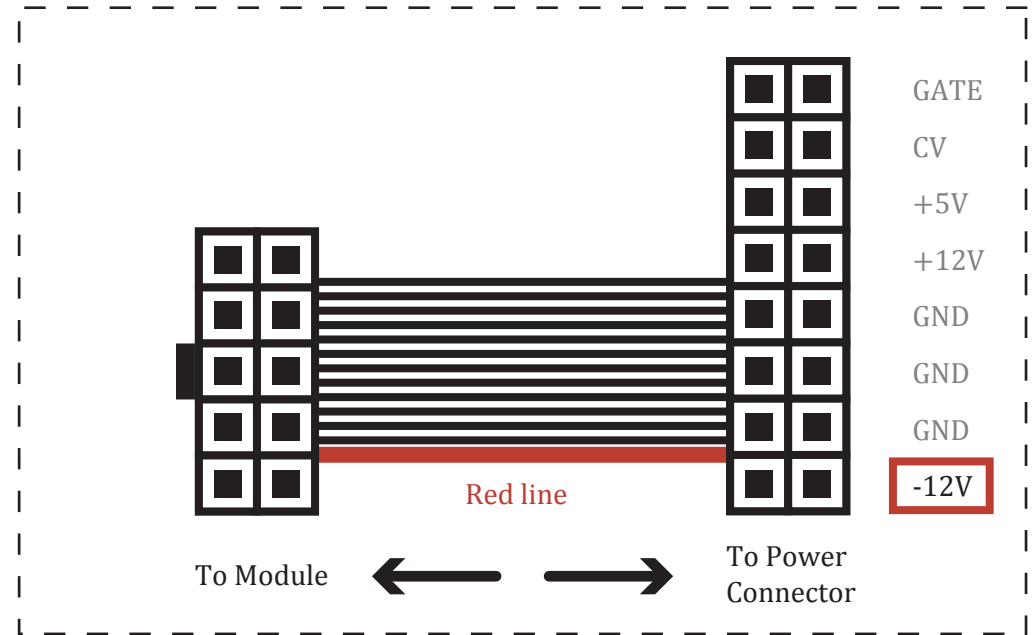 GATE
CV
+5V
+12V
GND
GND
GND
-12V
Red line
To Module
To Power
Connector